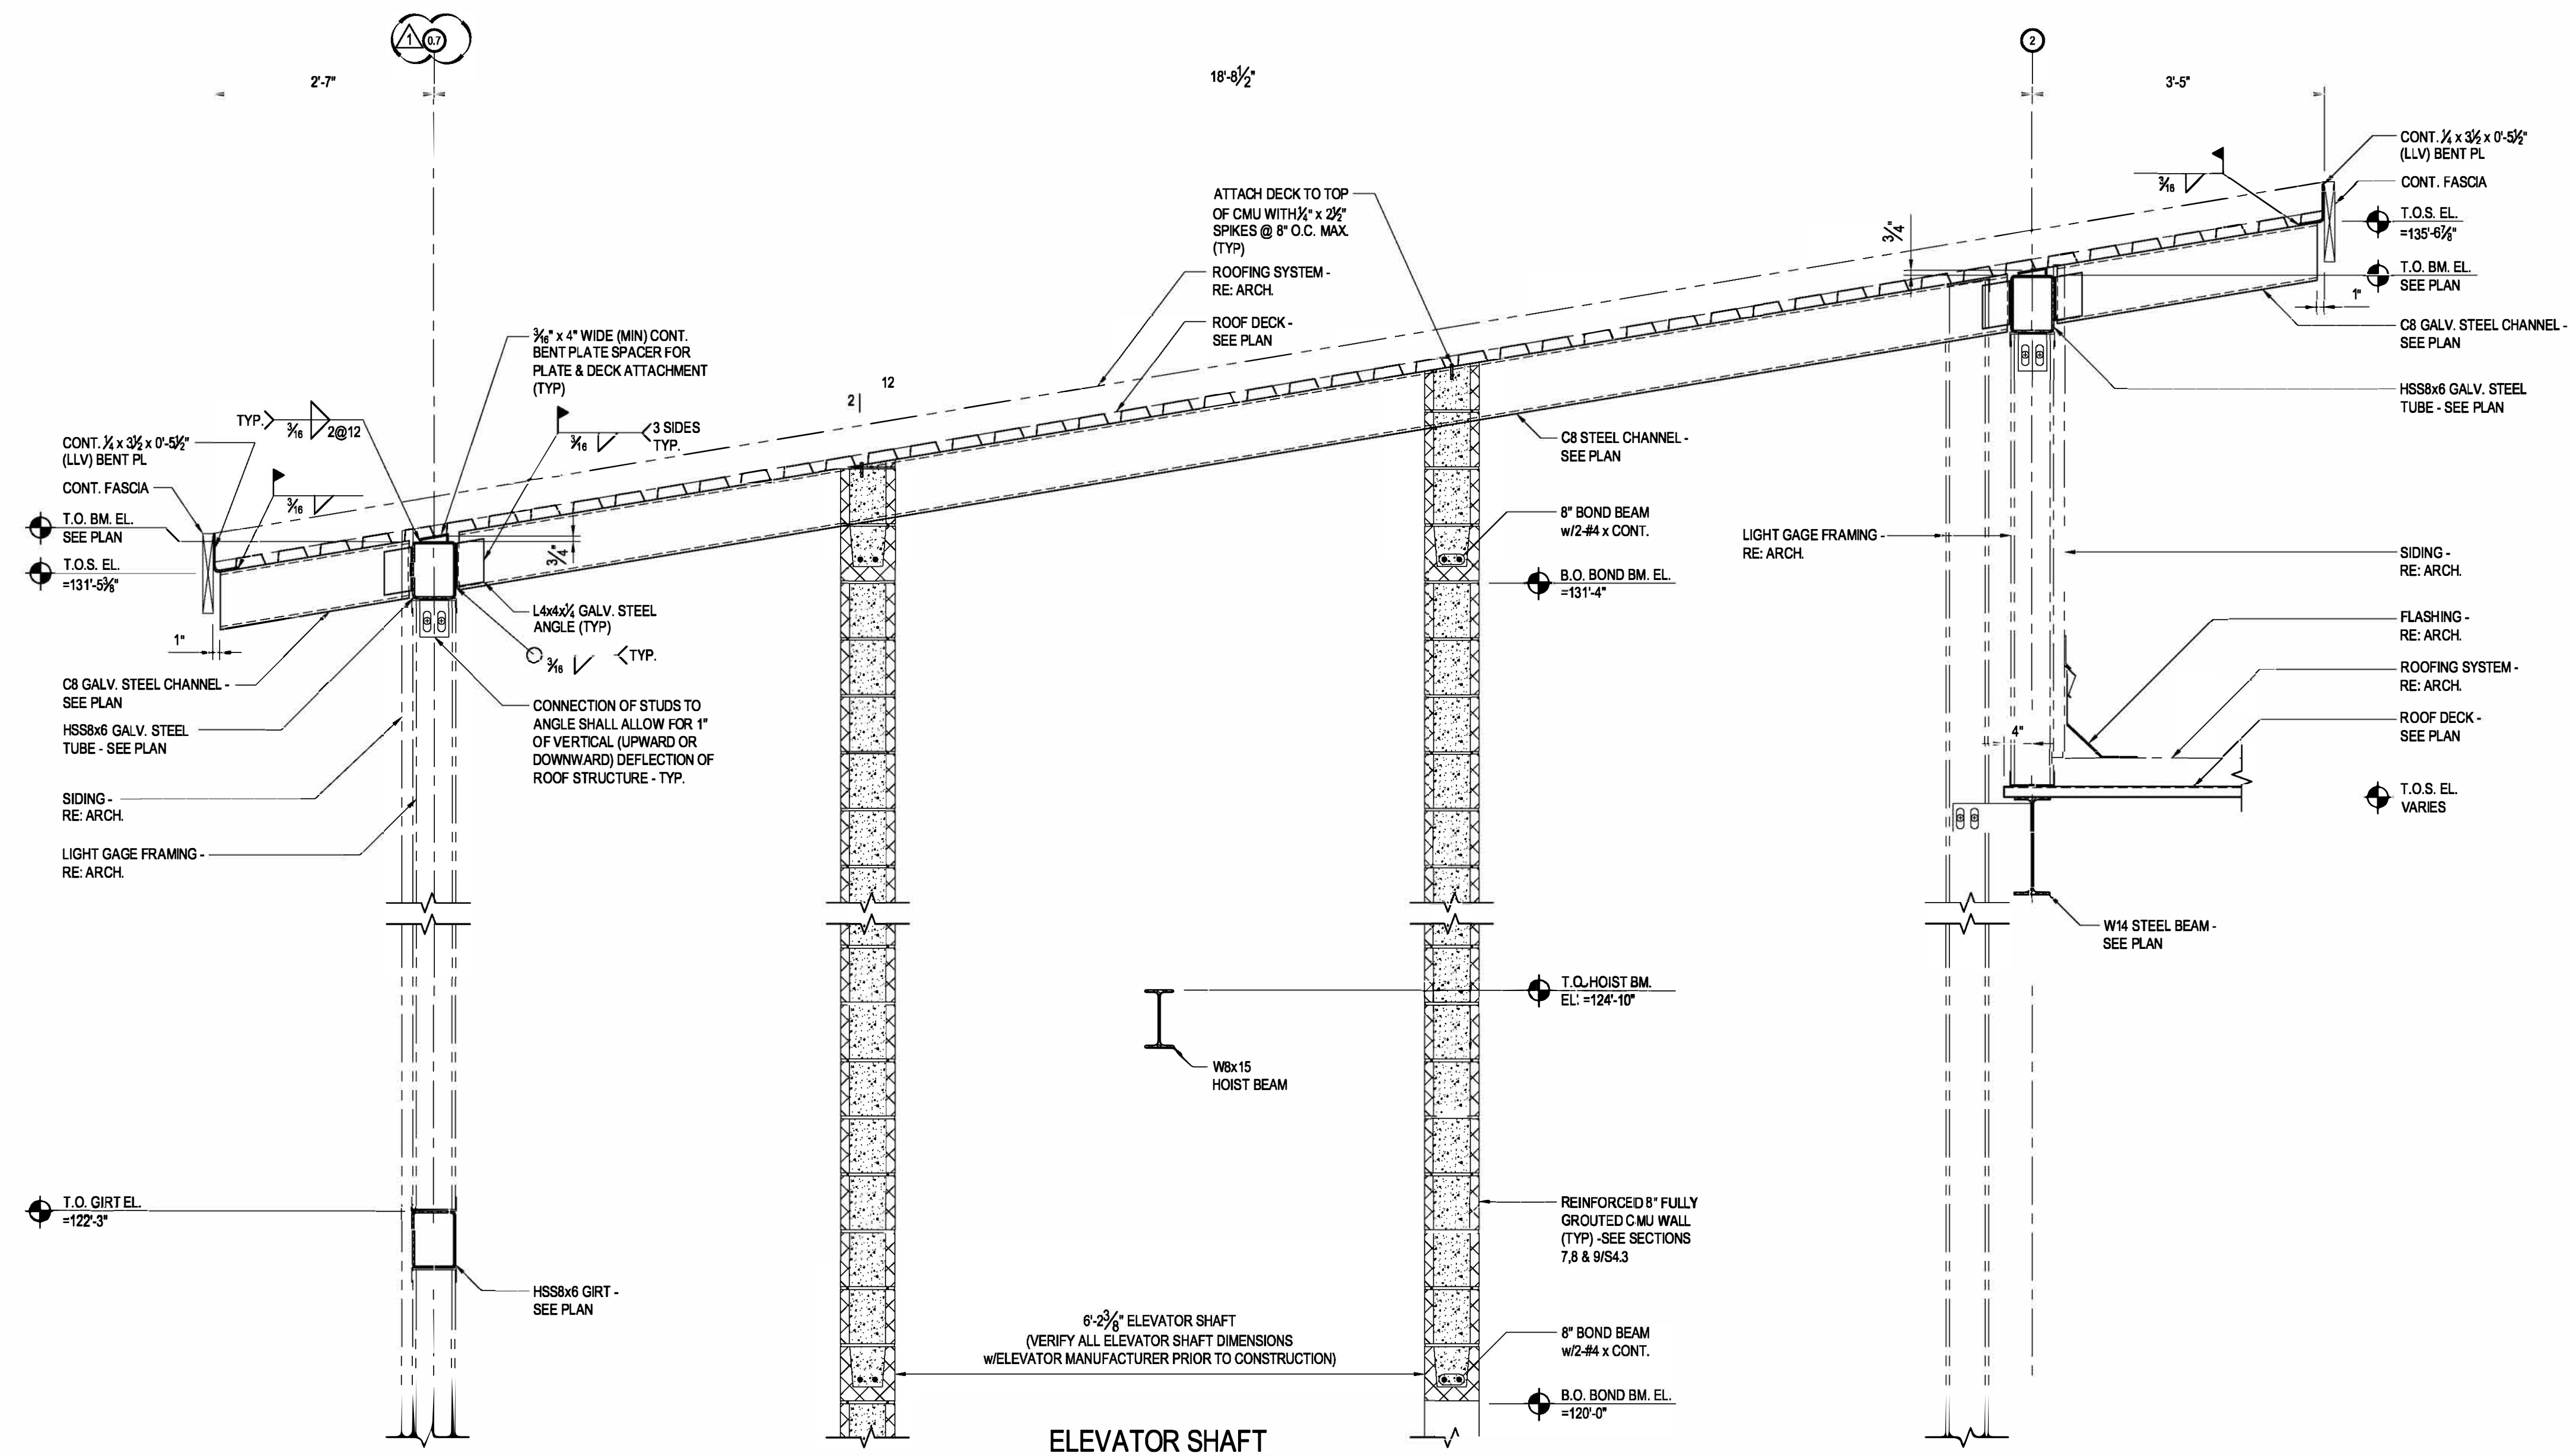 1
0.7
2
2'-7"
18'-8½"
3'-5"
CONT. ¼ x 3½ x 0'-5½"
(LLV) BENT PL
3/16
CONT. FASCIA
ATTACH DECK TO TOP
OF CMU WITH ¼" x 2½"
SPIKES @ 8" O.C. MAX.
(TYP)
3/4"
T.O.S. EL.
=135'-6⅞"
ROOFING SYSTEM -
RE: ARCH.
T.O. BM. EL.
SEE PLAN
1"
ROOF DECK -
SEE PLAN
C8 GALV. STEEL CHANNEL -
SEE PLAN
3/16" x 4" WIDE (MIN) CONT.
BENT PLATE SPACER FOR
PLATE & DECK ATTACHMENT
(TYP)
12
2
HSS8x6 GALV. STEEL
TUBE - SEE PLAN
TYP.
3/16
2@12
3/16
3 SIDES
TYP.
CONT. ¼ x 3½ x 0'-5½"
(LLV) BENT PL
C8 STEEL CHANNEL -
SEE PLAN
CONT. FASCIA
3/16
T.O. BM. EL.
SEE PLAN
8" BOND BEAM
w/2-#4 x CONT.
LIGHT GAGE FRAMING -
RE: ARCH.
3/4"
SIDING -
RE: ARCH.
T.O.S. EL.
=131'-5⅜"
B.O. BOND BM. EL.
=131'-4"
L4x4x¼ GALV. STEEL
ANGLE (TYP)
FLASHING -
RE: ARCH.
1"
3/16
TYP.
ROOFING SYSTEM -
RE: ARCH.
C8 GALV. STEEL CHANNEL -
SEE PLAN
CONNECTION OF STUDS TO
ANGLE SHALL ALLOW FOR 1"
OF VERTICAL (UPWARD OR
DOWNWARD) DEFLECTION OF
ROOF STRUCTURE - TYP.
HSS8x6 GALV. STEEL
TUBE - SEE PLAN
4"
ROOF DECK -
SEE PLAN
SIDING -
RE: ARCH.
T.O.S. EL.
VARIES
LIGHT GAGE FRAMING -
RE: ARCH.
W14 STEEL BEAM -
SEE PLAN
T.O. HOIST BM.
EL. =124'-10"
W8x15
HOIST BEAM
T.O. GIRT EL.
=122'-3"
REINFORCED 8" FULLY
GROUTED CMU WALL
(TYP) -SEE SECTIONS
7,8 & 9/S4.3
HSS8x6 GIRT -
SEE PLAN
6'-2⅜" ELEVATOR SHAFT
(VERIFY ALL ELEVATOR SHAFT DIMENSIONS
w/ELEVATOR MANUFACTURER PRIOR TO CONSTRUCTION)
8" BOND BEAM
w/2-#4 x CONT.
B.O. BOND BM. EL.
=120'-0"
ELEVATOR SHAFT